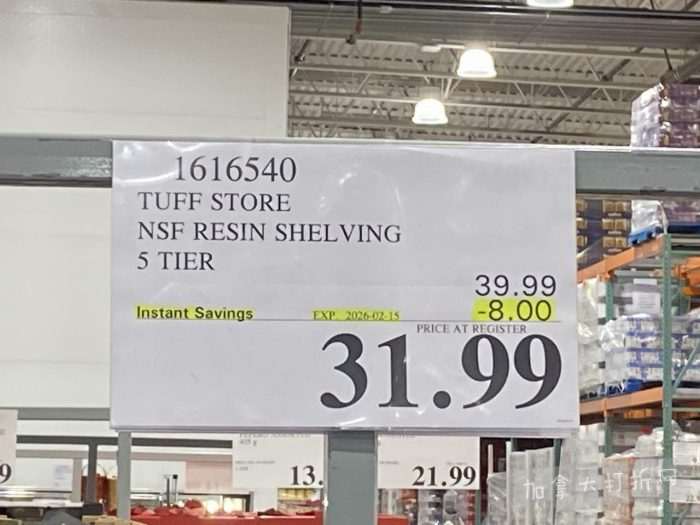 1616540
TUFF STORE
NSF RESIN SHELVING
5 TIER
39.99
Instant Savings EXP. 2026-02-15 -8.00
PRICE AT REGISTER
31.99
9
13.
21.99
加拿大打折网